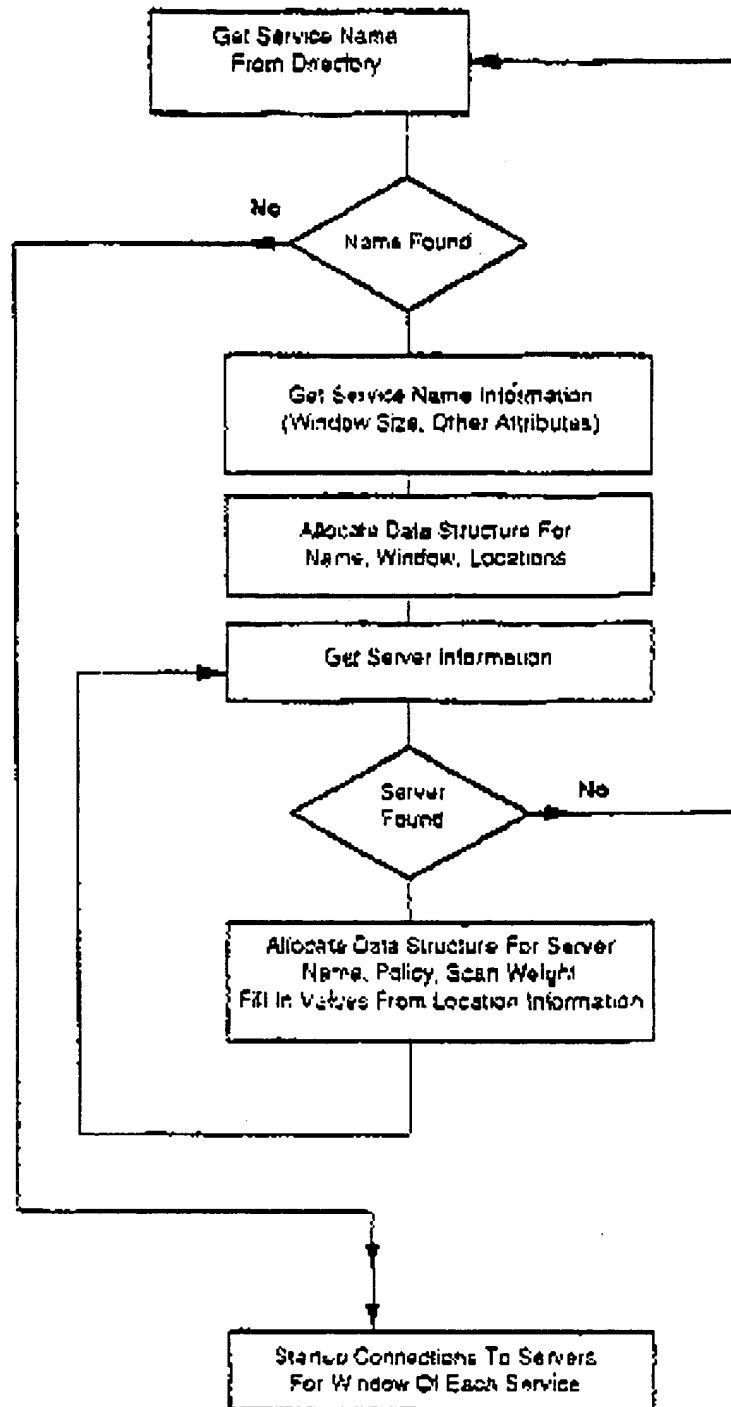 Get Service Name
From Directory
No
Name Found
Get Service Name Information
(Window Size, Other Attributes)
Allocate Data Structure For
Name, Window, Locations
Get Server Information
Server
Found
No
Allocate Data Structure For Server
Name, Policy, Scan Weight
Fill In Values From Location Information
Startup Connections To Servers
For Window Of Each Service